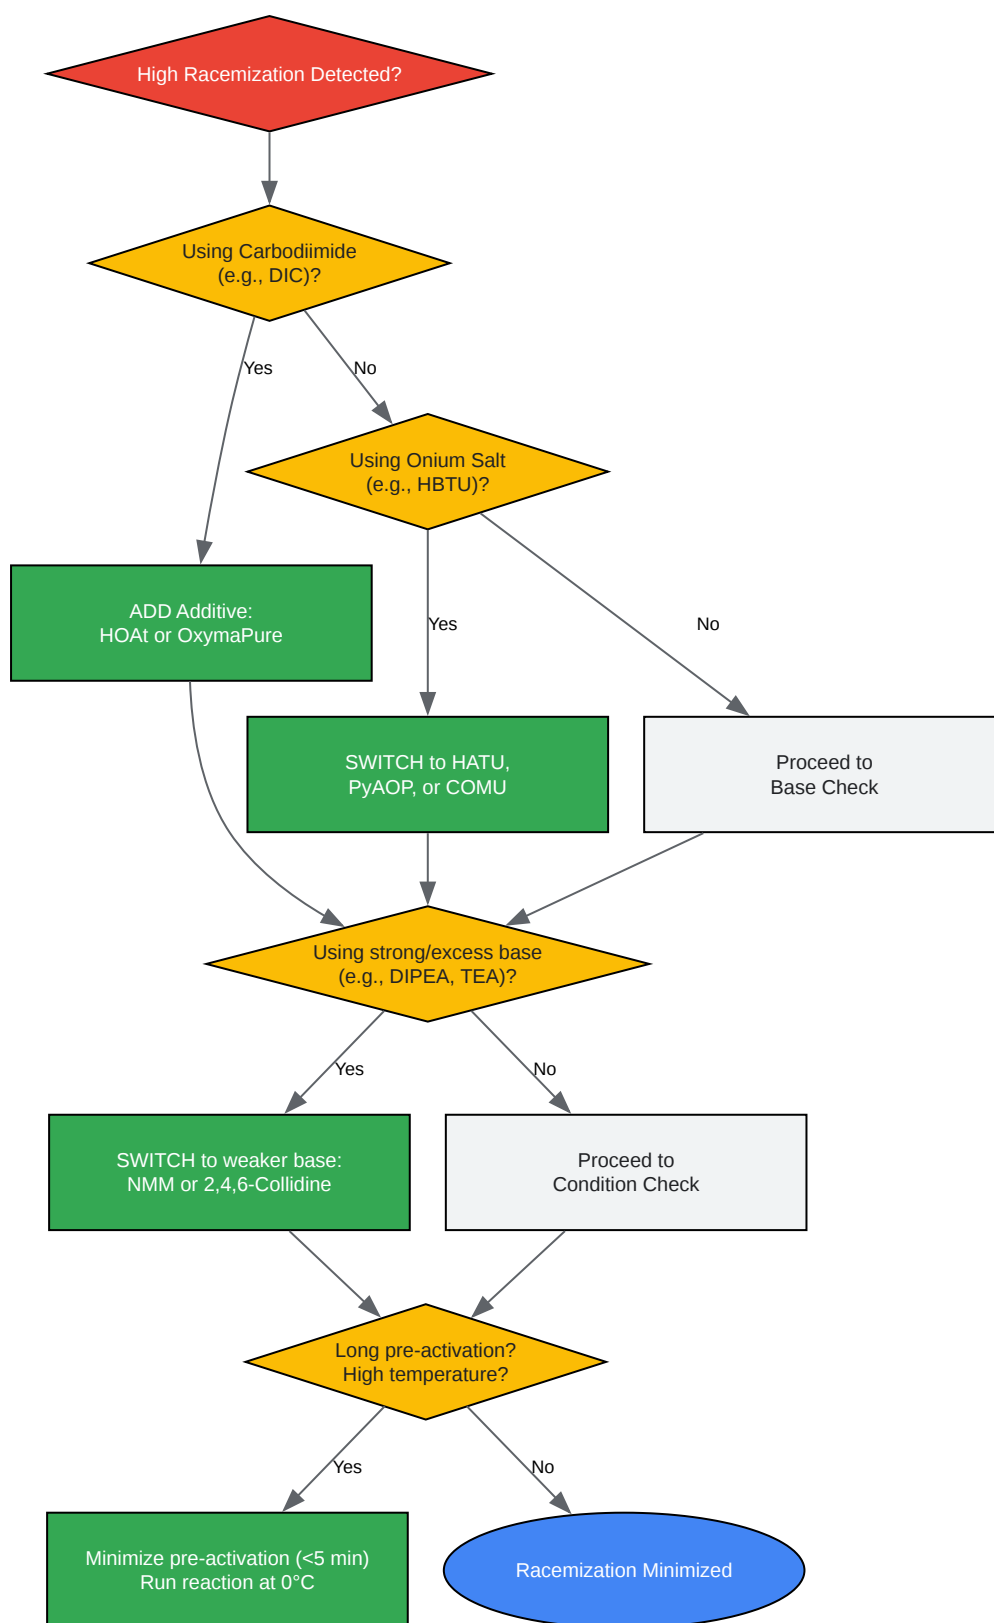 High Racemization Detected?
Using Carbodiimide
(e.g., DIC)?
Yes
No
Using Onium Salt
(e.g., HBTU)?
ADD Additive:
HOAt or OxymaPure
Yes
No
SWITCH to HATU,
PyAOP, or COMU
Proceed to
Base Check
Using strong/excess base
(e.g., DIPEA, TEA)?
Yes
No
SWITCH to weaker base:
NMM or 2,4,6-Collidine
Proceed to
Condition Check
Long pre-activation?
High temperature?
Yes
No
Minimize pre-activation (<5 min)
Run reaction at 0°C
Racemization Minimized